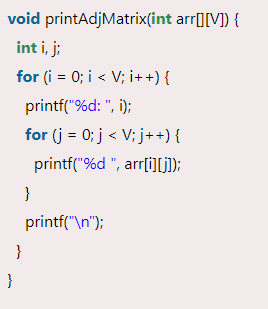 void printAdjMatrix(int arr[][V]) {
int i, j;
for (i = 0; i < V; i++) {
printf("%d: ", i);
for (j = 0; j < V; j++) {
printf("%d ", arr[i][j]);
}
printf("\n");
}
}